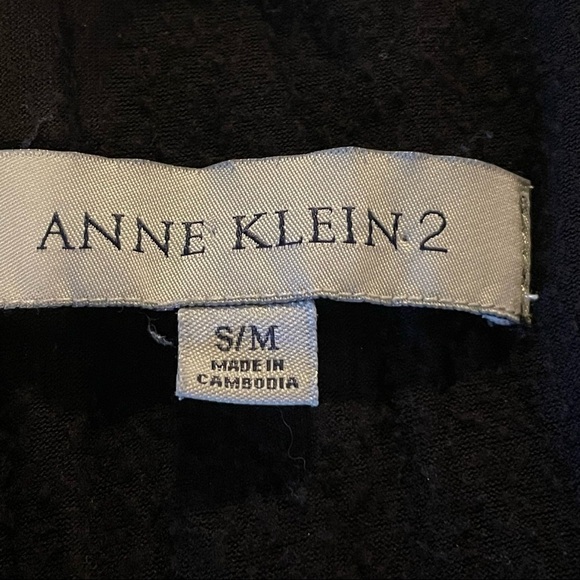 ANNE KLEIN 2
S/M
MADE IN
CAMBODIA